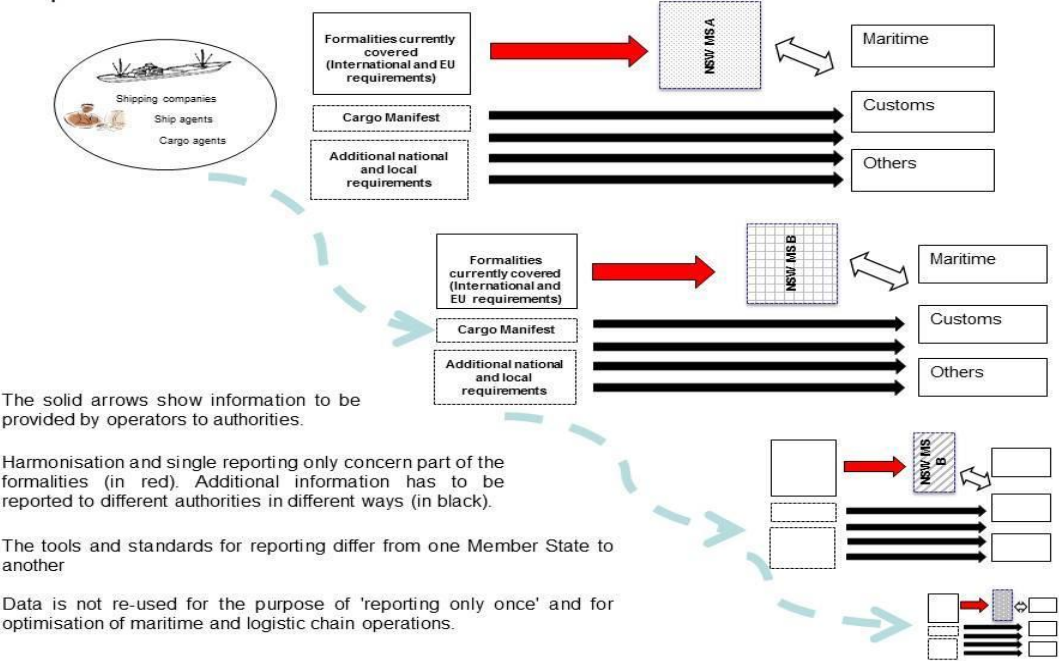 Shipping companies
Ship agents
Cargo agents
Formalities currently
covered
(International and EU
requirements)
Cargo Manifest
Additional national
and local
requirements
NSW MS A
Maritime
Customs
Others
Formalities
currently covered
(International and
EU requirements)
Cargo Manifest
Additional national
and local
requirements
NSW MS B
Maritime
Customs
Others
NSW MS
B
The solid arrows show information to be
provided by operators to authorities.
Harmonisation and single reporting only concern part of the
formalities (in red). Additional information has to be
reported to different authorities in different ways (in black).
The tools and standards for reporting differ from one Member State to
another
Data is not re-used for the purpose of 'reporting only once' and for
optimisation of maritime and logistic chain operations.